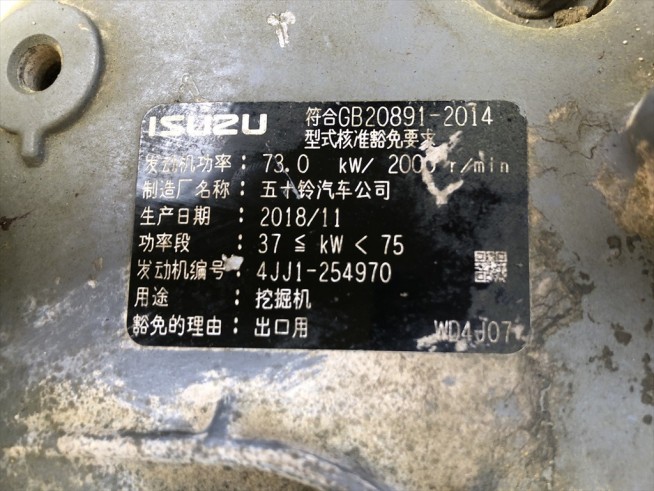 ISUZU 符合GB20891-2014
型式核准豁免要求
发动机功率: 73.0 kW/ 2000 r/min
制造厂名称: 五十铃汽车公司
生产日期: 2018/11
功率段: 37 ≦ kW < 75
发动机编号: 4JJ1-254970
用途: 挖掘机
豁免的理由: 出口用
WD4J07